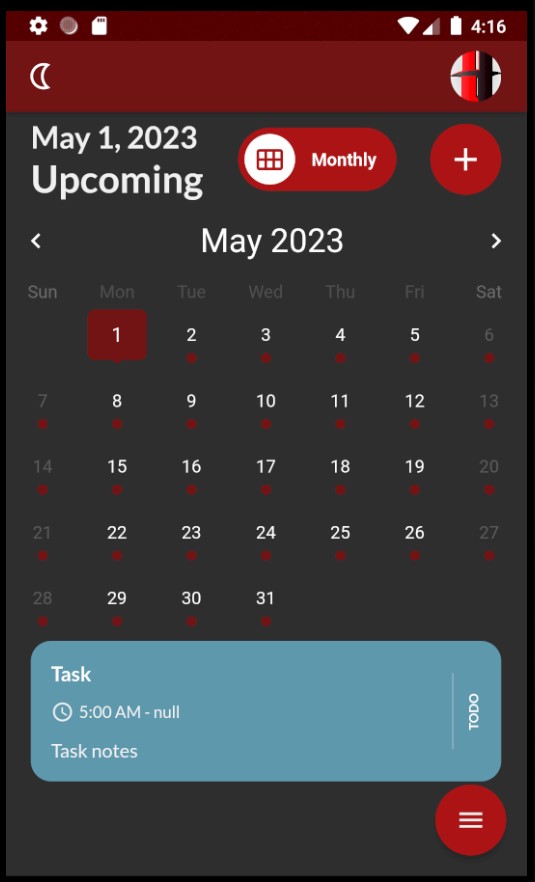 4:16
May 1, 2023
Upcoming
Monthly
May 2023
Sun Mon Tue Wed Thu Fri Sat
1 2 3 4 5 6
7 8 9 10 11 12 13
14 15 16 17 18 19 20
21 22 23 24 25 26 27
28 29 30 31
Task
5:00 AM - null
Task notes
TODO